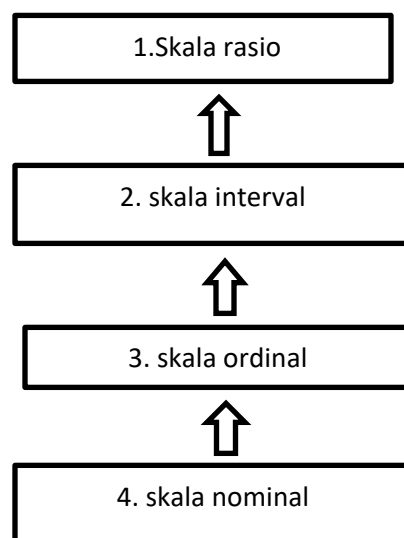 1.Skala rasio
2. skala interval
3. skala ordinal
4. skala nominal